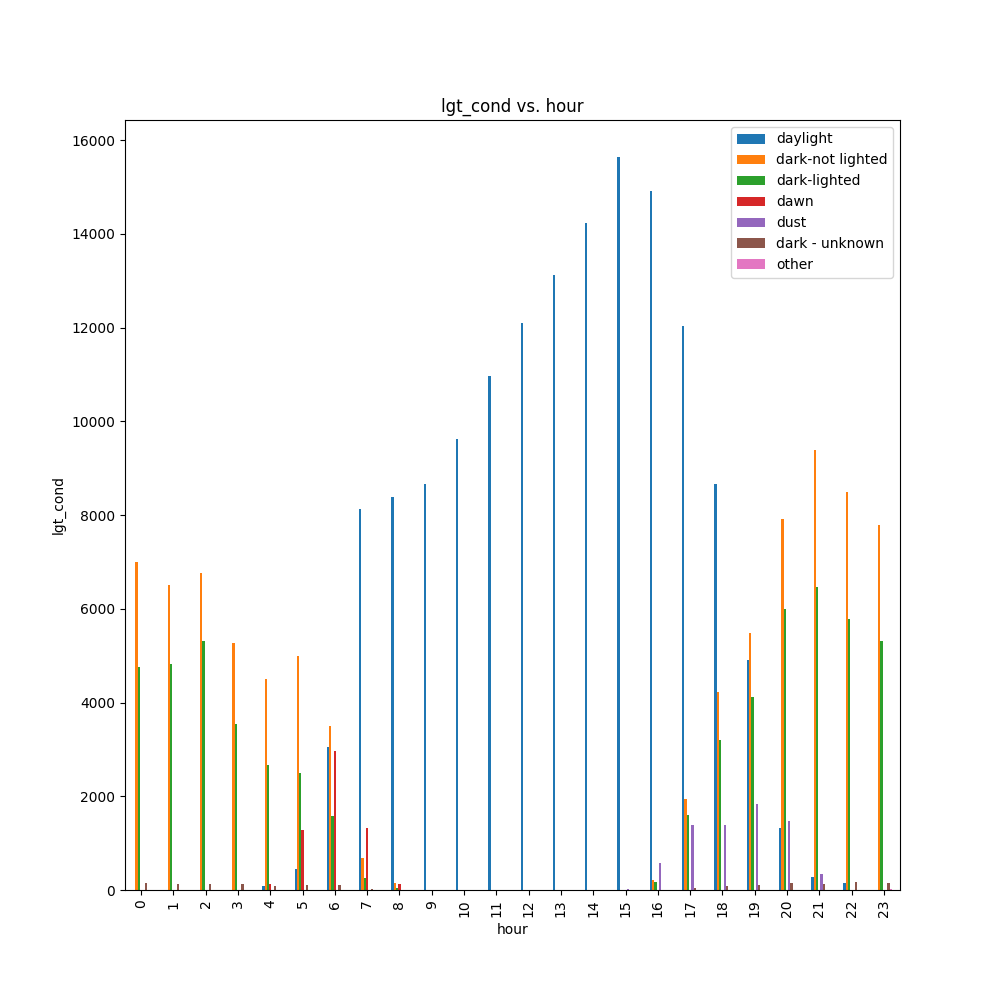 lgt_cond vs. hour
daylight
dark-not lighted
dark-lighted
dawn
dust
dark - unknown
other
16000
14000
12000
10000
8000
6000
4000
2000
0
lgt_cond
0 1 2 3 4 5 6 7 8 9 10 11 12 13 14 15 16 17 18 19 20 21 22 23
hour